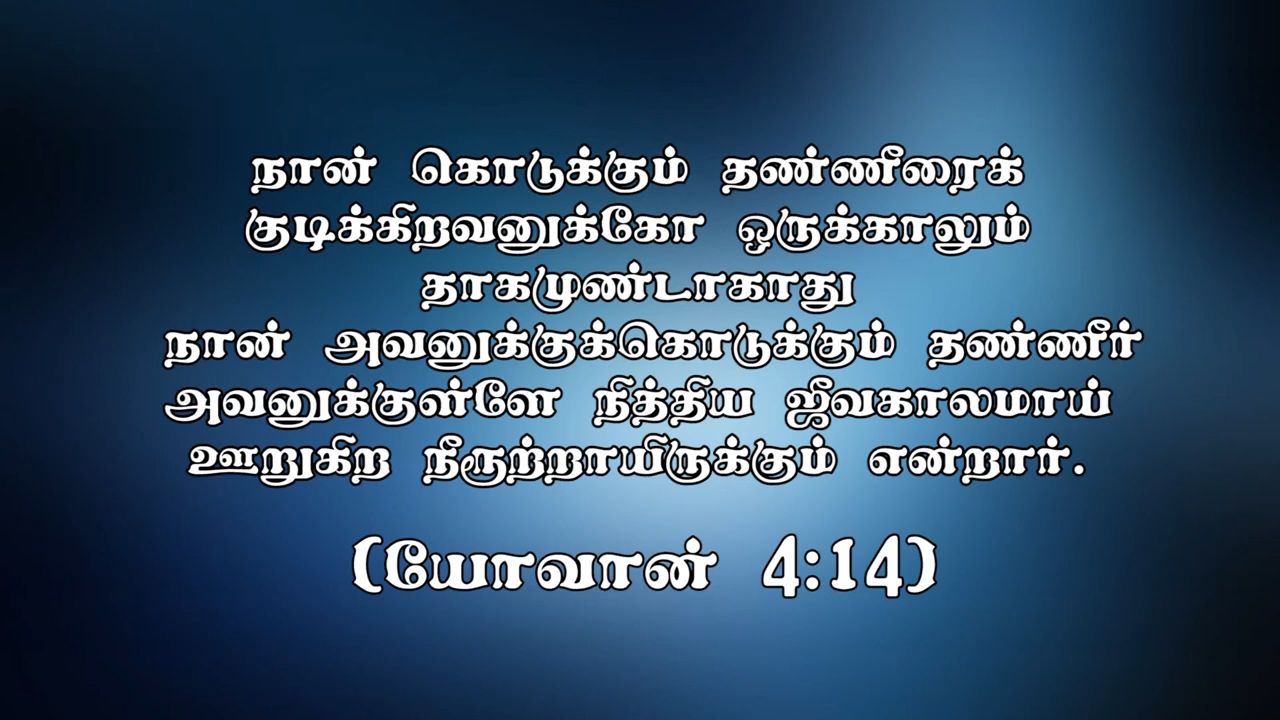 நான் கொடுக்கும் தண்ணீரைக்
குடிக்கிறவனுக்கோ ஒருக்காலும்
தாகமுண்டாகாது
நான் அவனுக்குக்கொடுக்கும் தண்ணீர்
அவனுக்குள்ளே நித்திய ஜீவகாலமாய்
ஊறுகிற நீரூற்றாயிருக்கும் என்றார்.
(யோவான் 4:14)